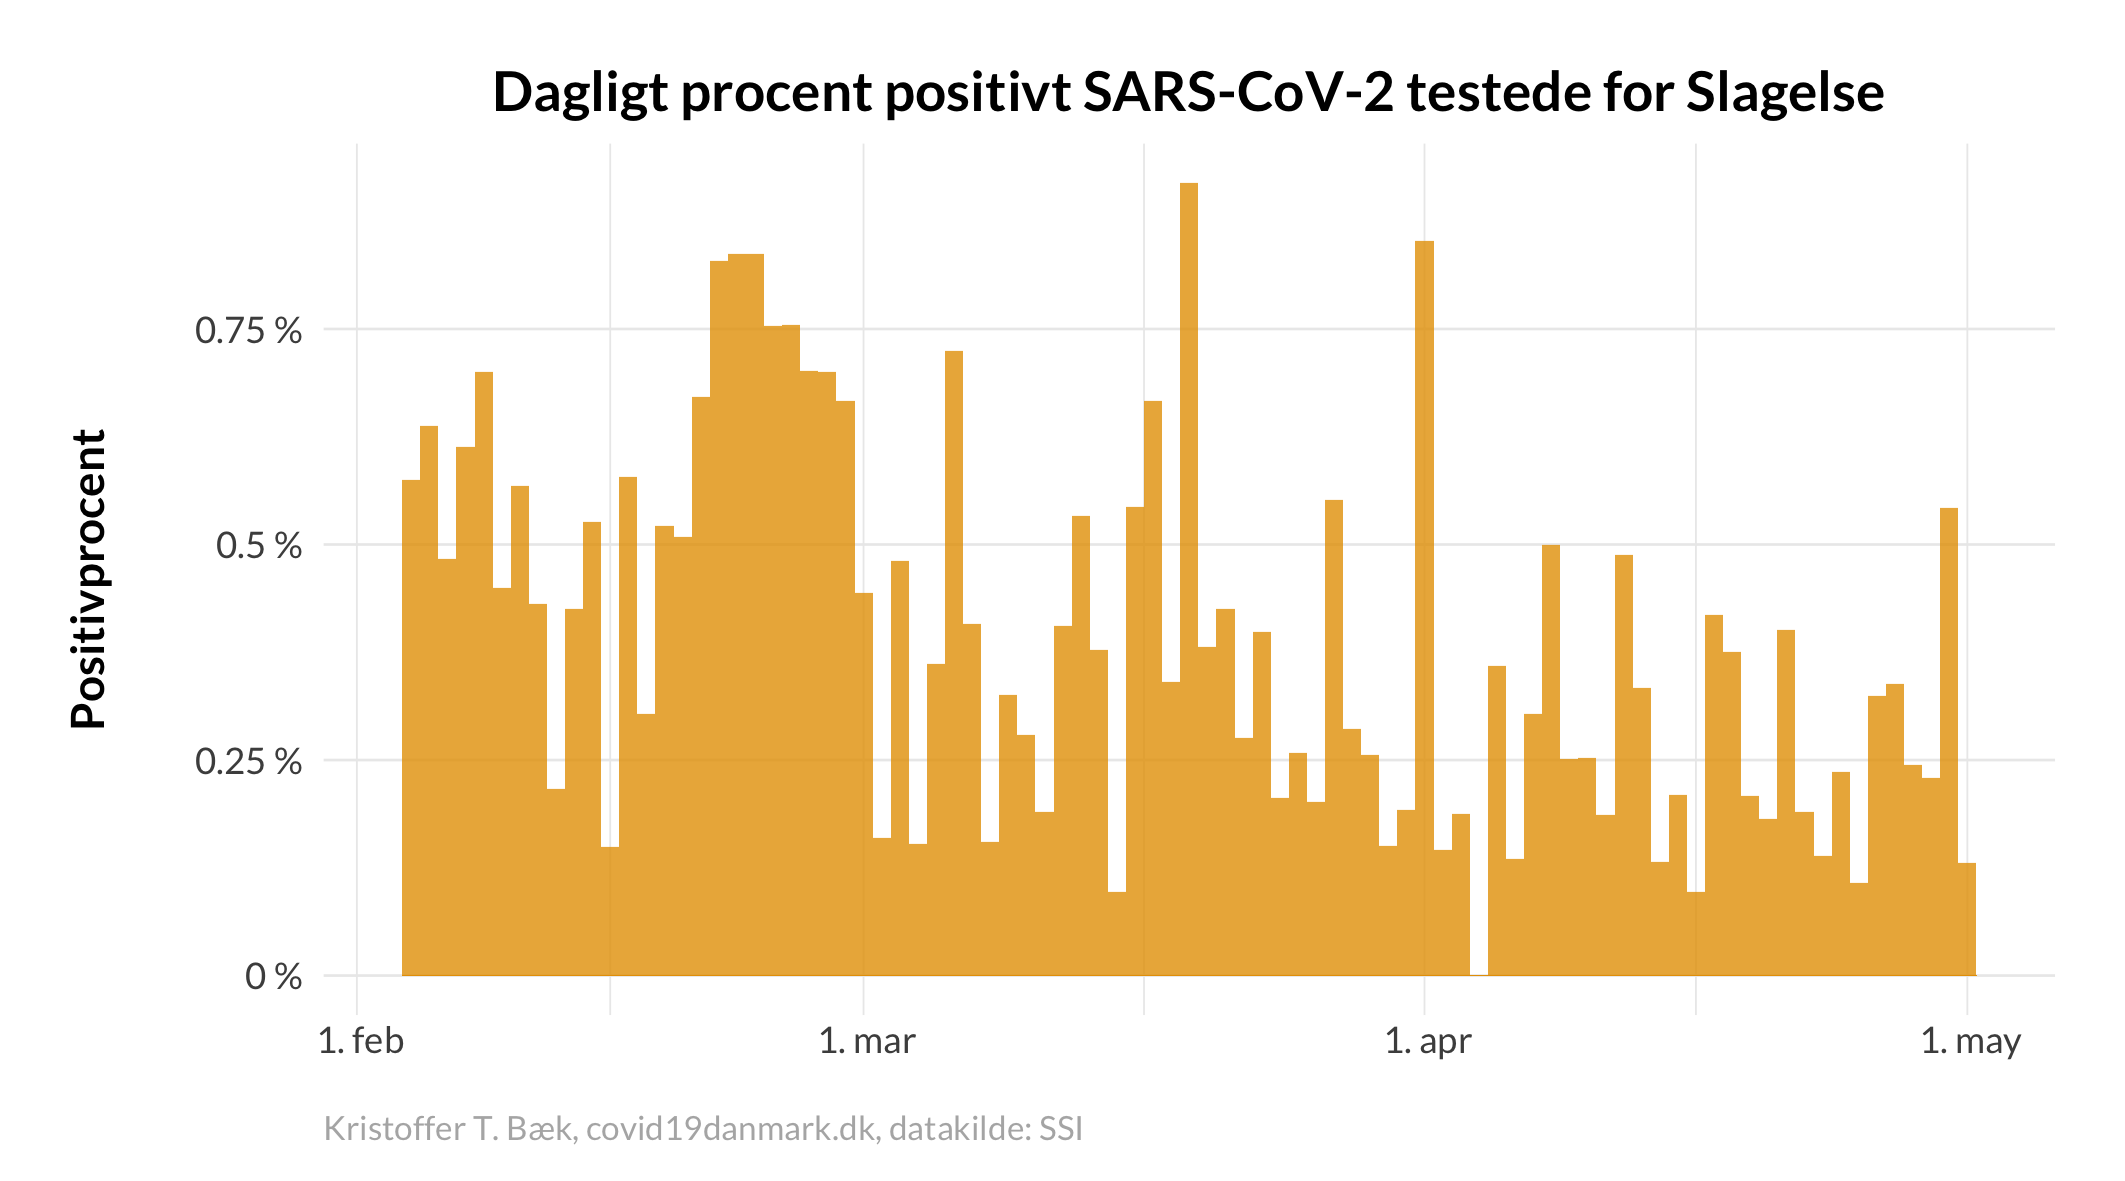 Dagligt procent positivt SARS-CoV-2 testede for Slagelse
Positivprocent
0.75 %
0.5 %
0.25 %
0 %
1. feb
1. mar
1. apr
1. may
Kristoffer T. Bæk, covid19danmark.dk, datakilde: SSI